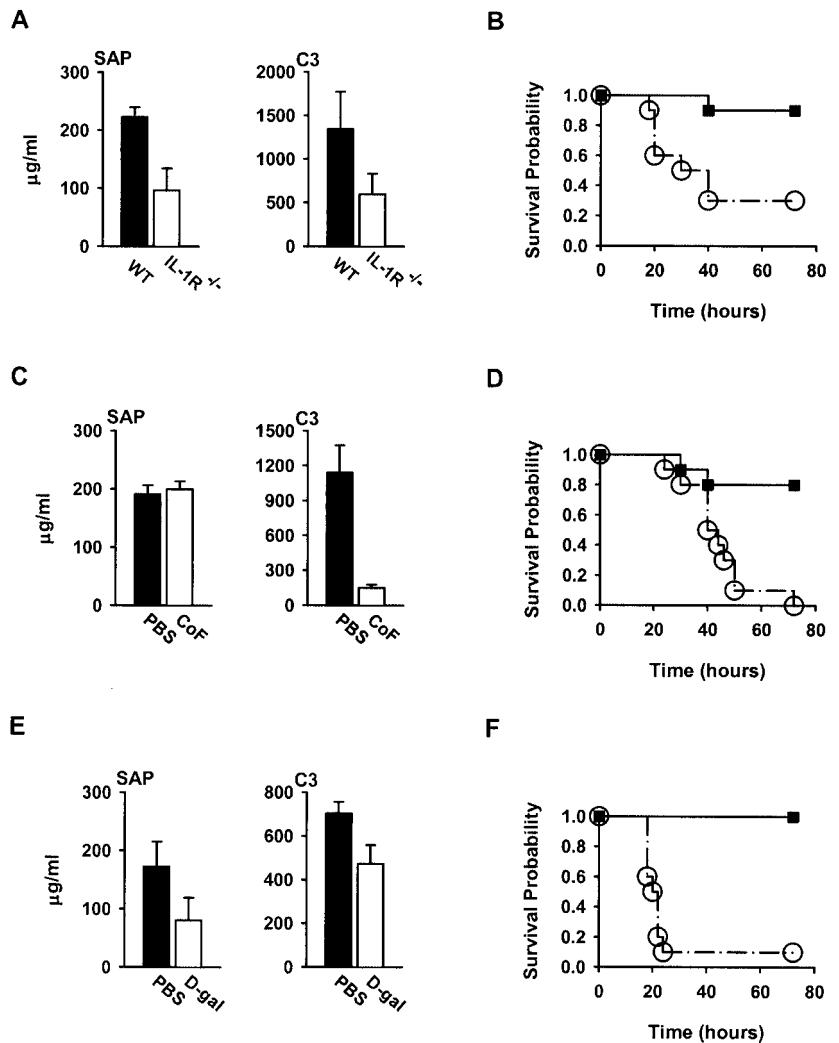 A
SAP
300
200
100
0
µg/ml
WT
IL-1R -/-
C3
2000
1500
1000
500
0
WT
IL-1R -/-
B
Survival Probability
1.0
0.8
0.6
0.4
0.2
0.0
0 20 40 60 80
Time (hours)
C
SAP
300
200
100
0
µg/ml
PBS
CoF
C3
1500
1200
900
600
300
0
PBS
CoF
D
Survival Probability
1.0
0.8
0.6
0.4
0.2
0.0
0 20 40 60 80
Time (hours)
E
SAP
300
200
100
0
µg/ml
PBS
D-gal
C3
800
600
400
200
0
PBS
D-gal
F
Survival Probability
1.0
0.8
0.6
0.4
0.2
0.0
0 20 40 60 80
Time (hours)